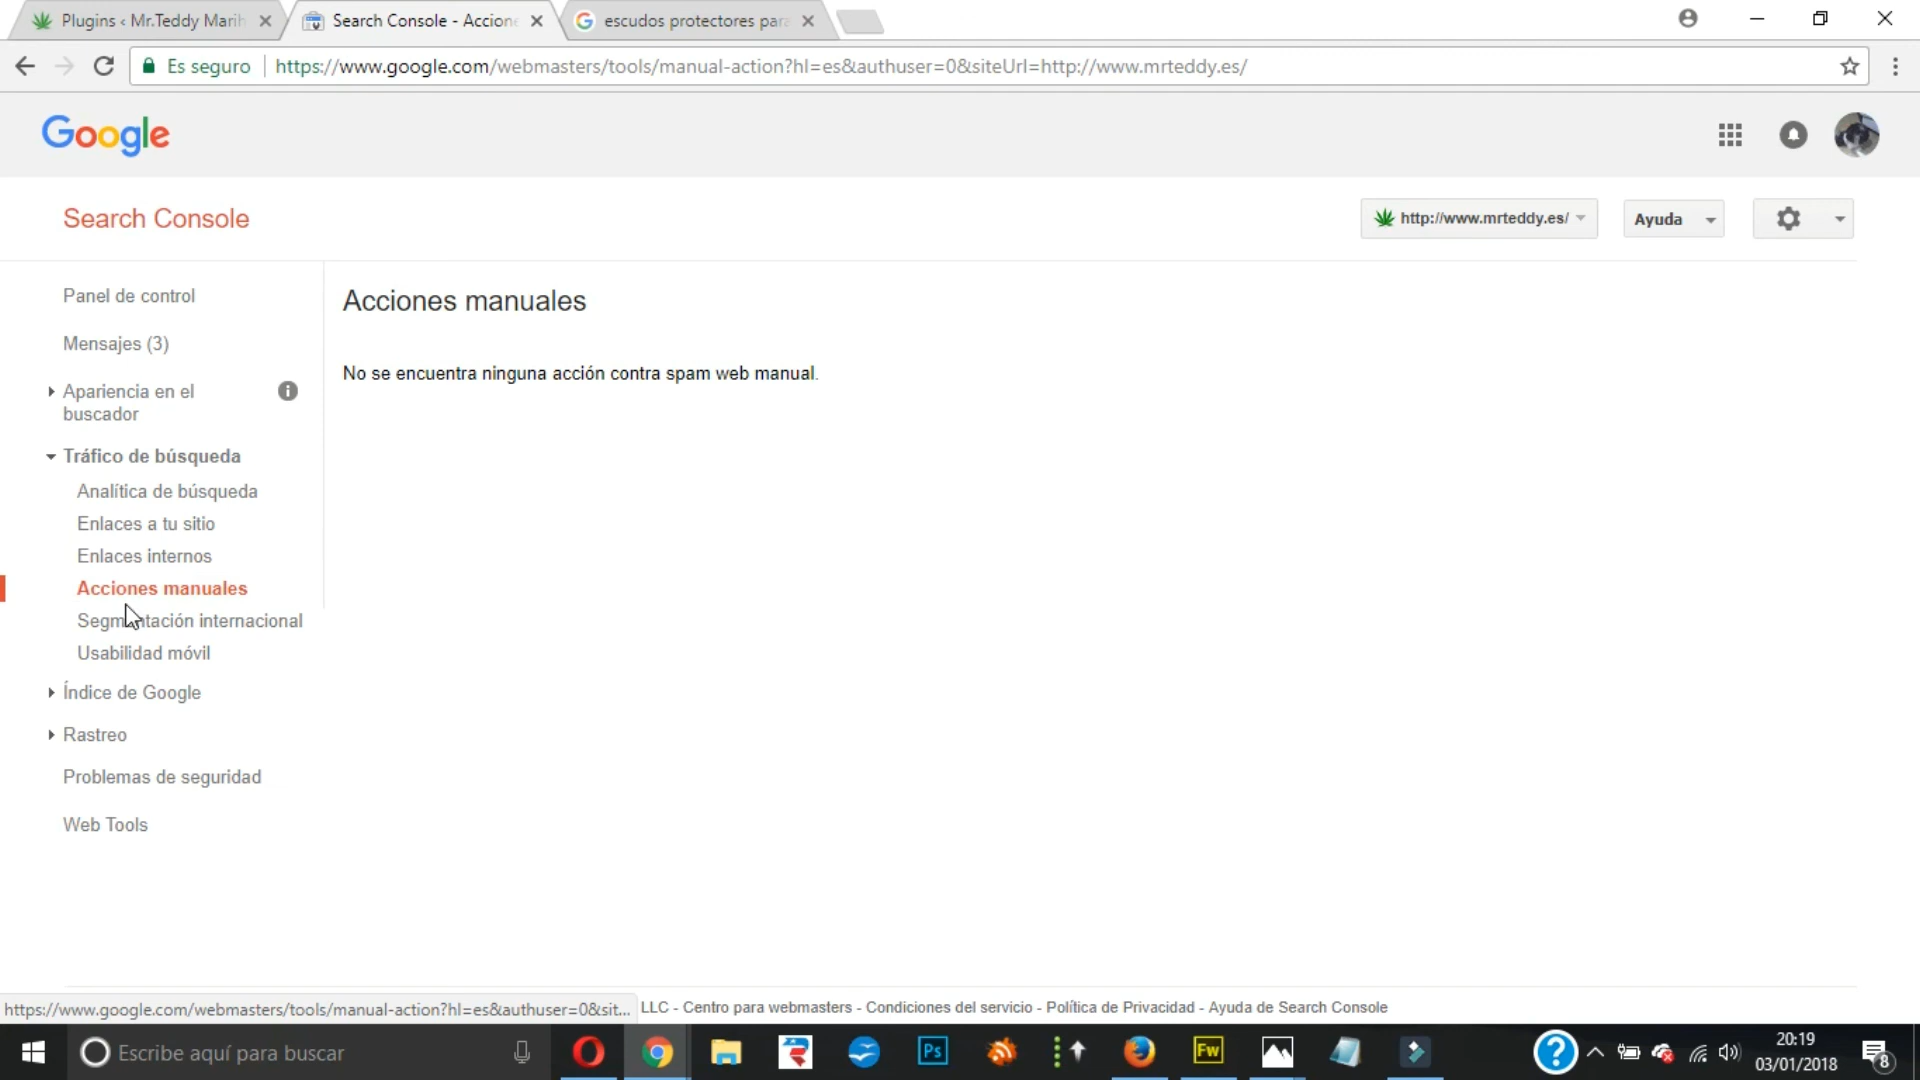 Plugins ‹ Mr.Teddy Marih
Search Console - Accione
escudos protectores para
Es seguro
https://www.google.com/webmasters/tools/manual-action?hl=es&authuser=0&siteUrl=http://www.mrteddy.es/
Google
Search Console
http://www.mrteddy.es/
Ayuda
Panel de control
Mensajes (3)
Apariencia en el
buscador
Tráfico de búsqueda
Analítica de búsqueda
Enlaces a tu sitio
Enlaces internos
Acciones manuales
Segmentación internacional
Usabilidad móvil
Índice de Google
Rastreo
Problemas de seguridad
Web Tools
Acciones manuales
No se encuentra ninguna acción contra spam web manual.
https://www.google.com/webmasters/tools/manual-action?hl=es&authuser=0&sit...
LLC - Centro para webmasters - Condiciones del servicio - Política de Privacidad - Ayuda de Search Console
Escribe aquí para buscar
Ps
Fw
?
20:19
03/01/2018
8